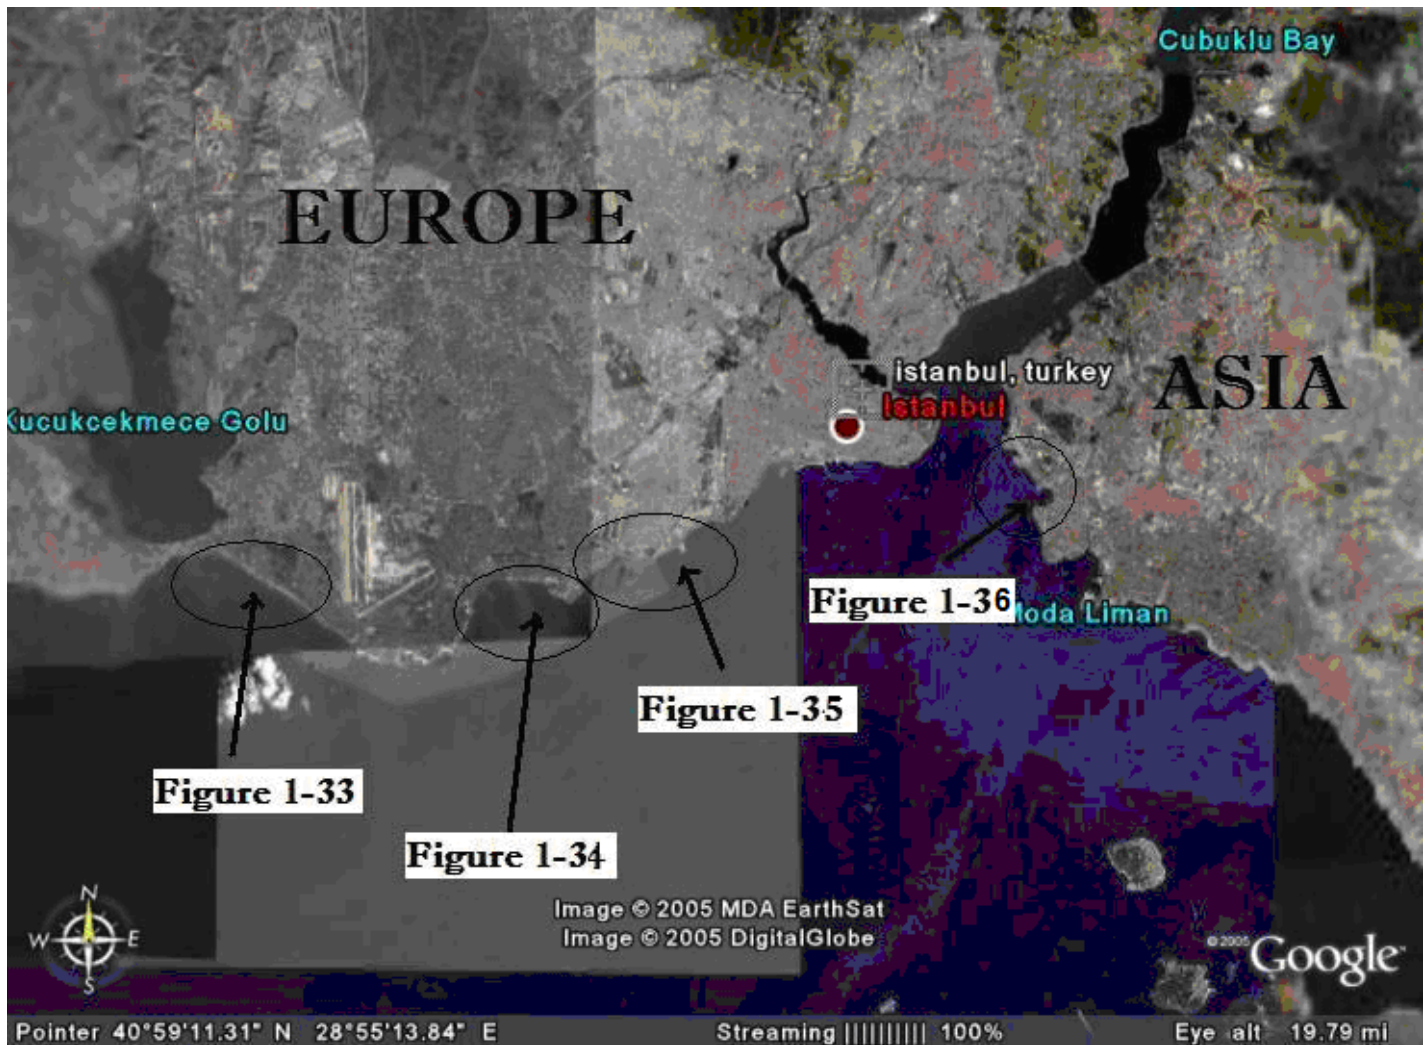 Cubuklu Bay
EUROPE
ASIA
istanbul, turkey
Istanbul
Kucukcekmece Golu
Figure 1-36
Moda Liman
Figure 1-35
Figure 1-33
Figure 1-34
N
W E
S
Image © 2005 MDA EarthSat
Image © 2005 DigitalGlobe
© 2005 Google
Pointer 40°59'11.31" N 28°55'13.84" E Streaming |||||||||| 100% Eye alt 19.79 mi